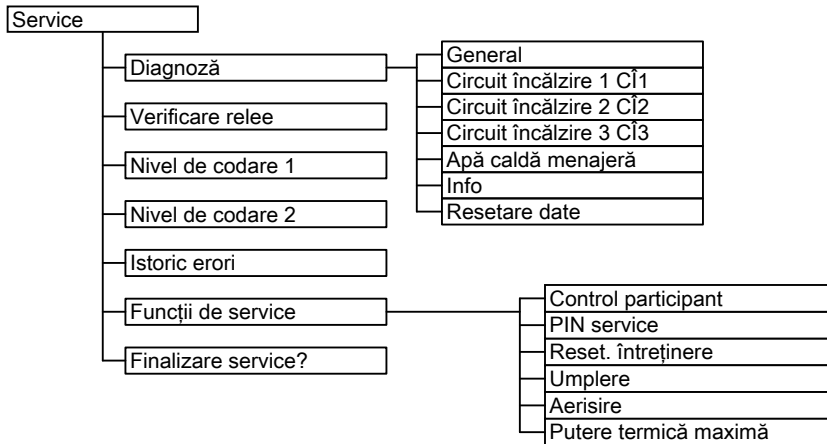 Service
Diagnoză
Verificare relee
Nivel de codare 1
Nivel de codare 2
Istoric erori
Funcții de service
Finalizare service?
General
Circuit încălzire 1 CÎ1
Circuit încălzire 2 CÎ2
Circuit încălzire 3 CÎ3
Apă caldă menajeră
Info
Resetare date
Control participant
PIN service
Reset. întreținere
Umplere
Aerisire
Putere termică maximă